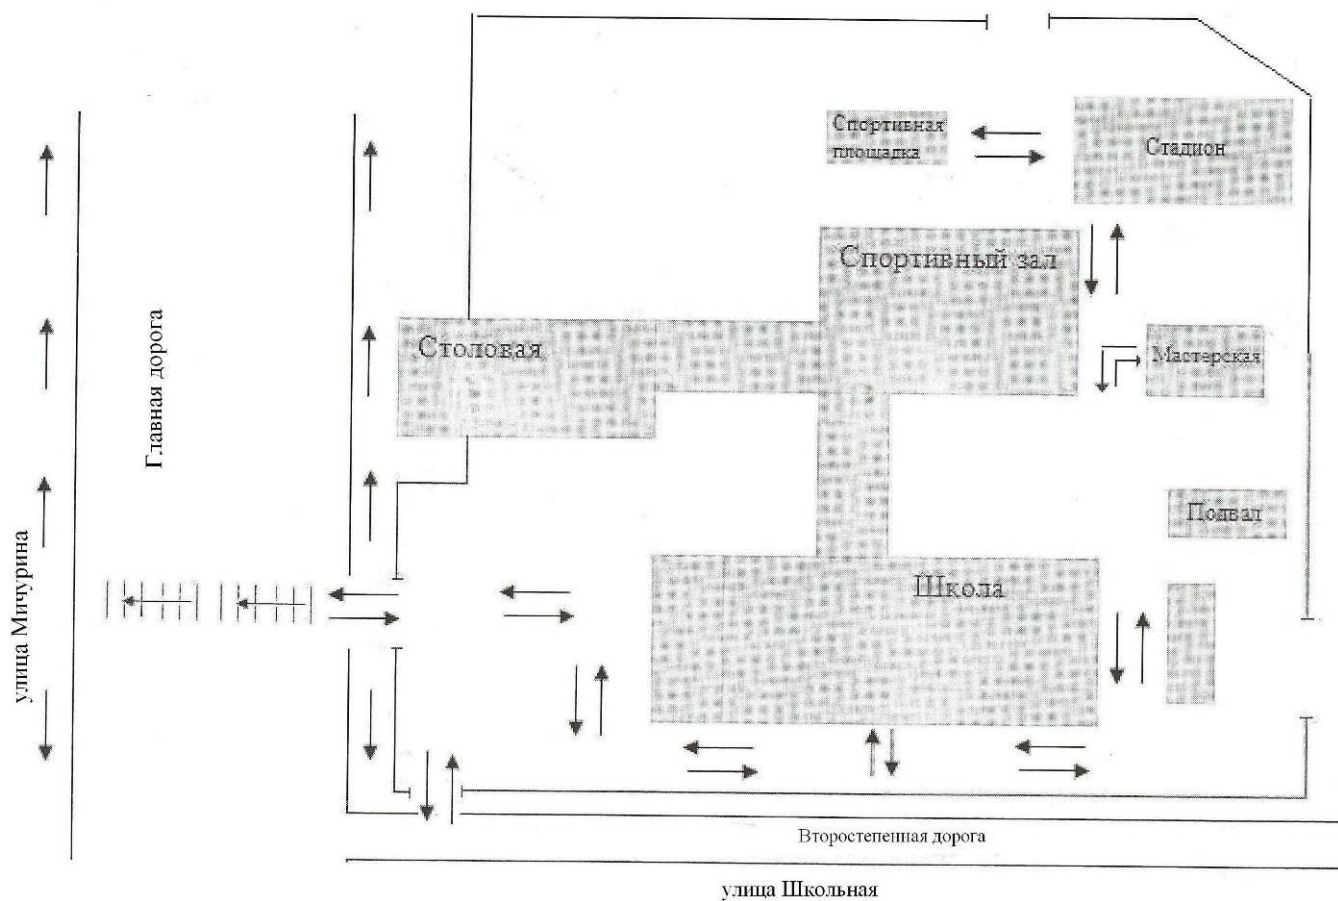 Спортивная
площадка
Стадион
Спортивный зал
Столовая
Мастерская
Главная дорога
Подвал
Школа
улица Мичурина
Второстепенная дорога
улица Школьная